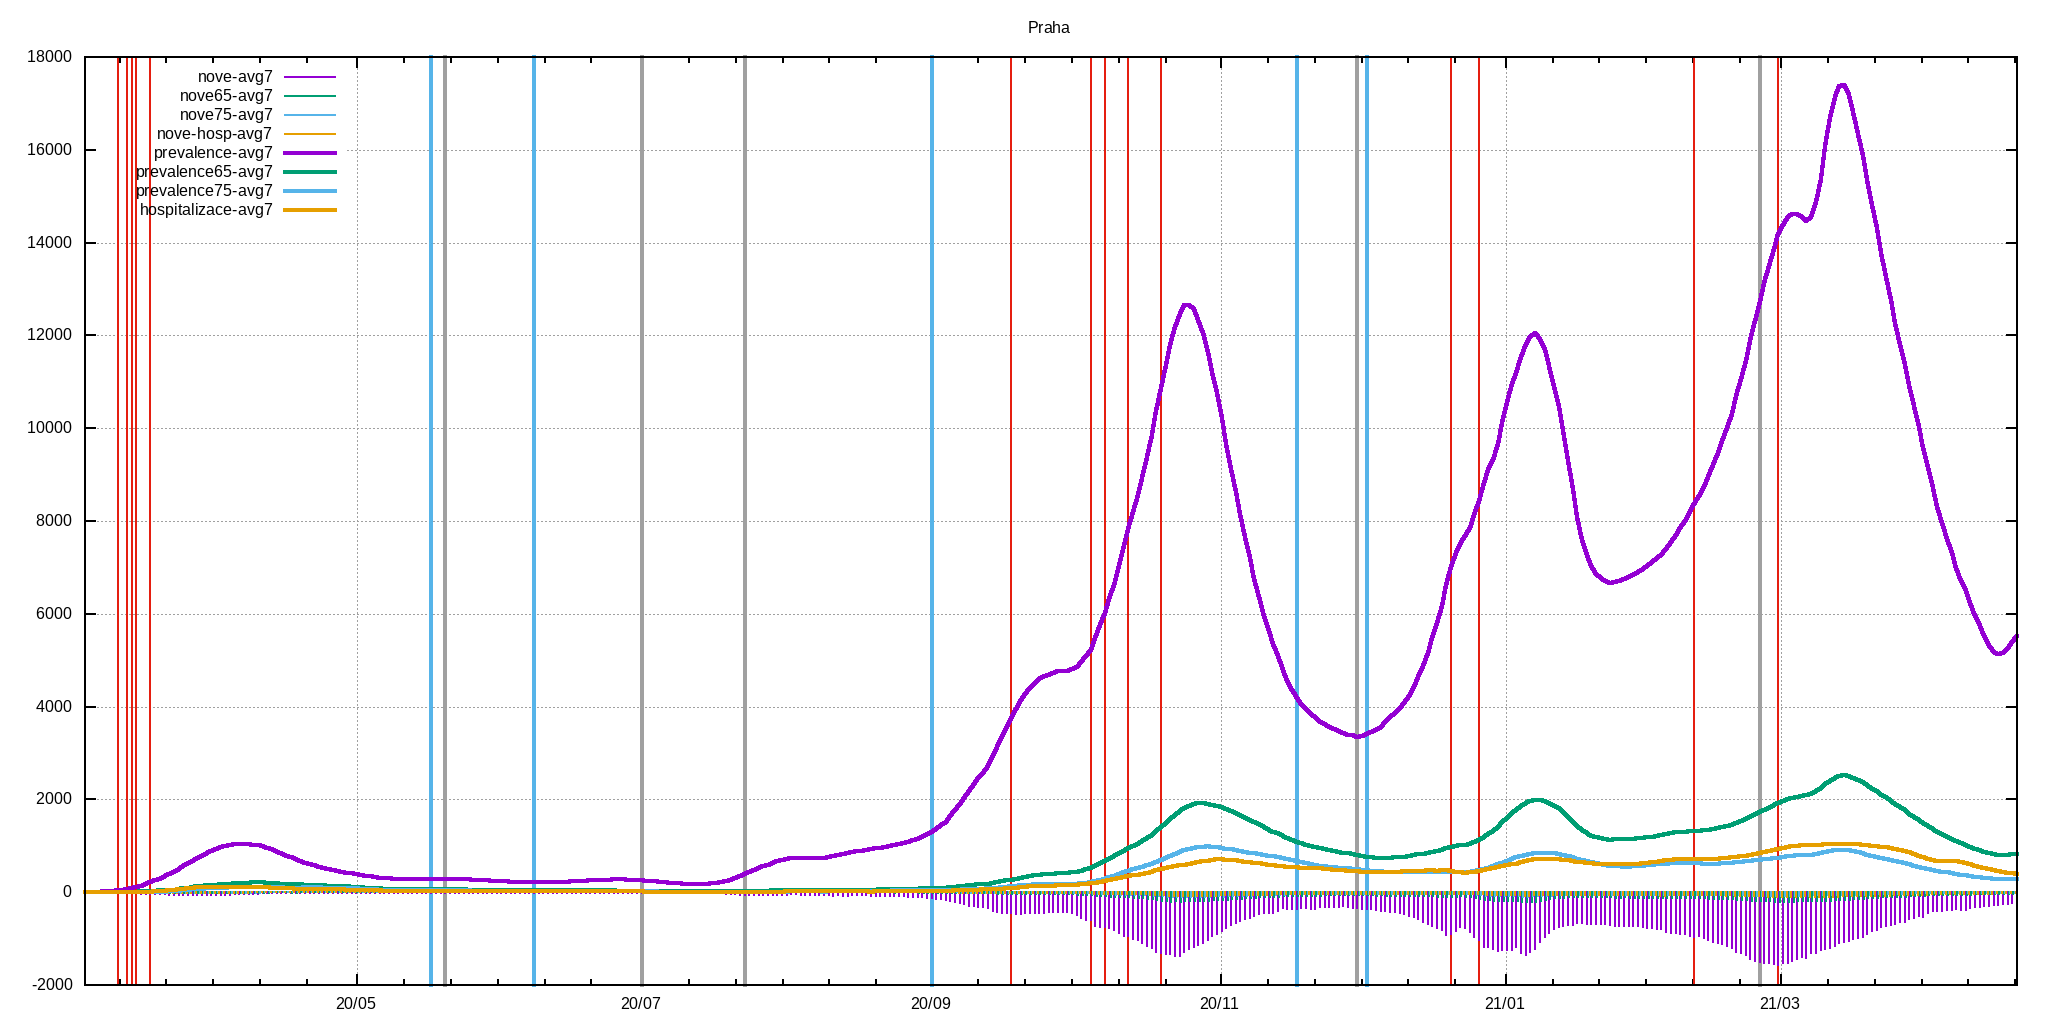 Praha
18000
16000
14000
12000
10000
8000
6000
4000
2000
0
-2000
nove-avg7
nove65-avg7
nove75-avg7
nove-hosp-avg7
prevalence-avg7
prevalence65-avg7
prevalence75-avg7
hospitalizace-avg7
20/05 20/07 20/09 20/11 21/01 21/03